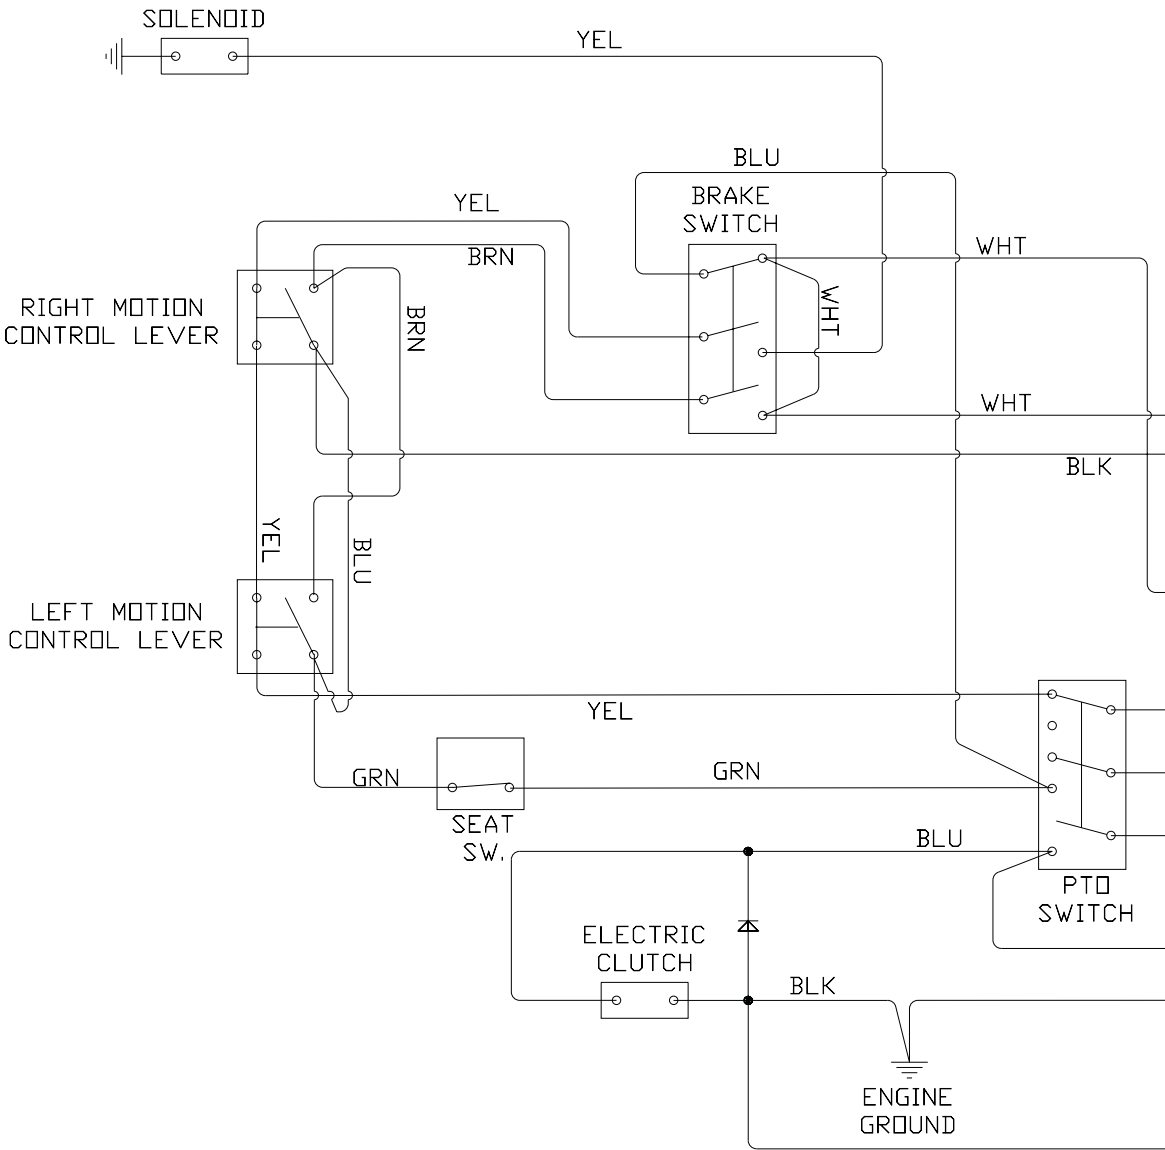 SOLENOID
YEL
BLU
BRAKE
SWITCH
YEL
BRN
WHT
WHT
RIGHT MOTION
CONTROL LEVER
BRN
WHT
BLK
YEL
BLU
LEFT MOTION
CONTROL LEVER
YEL
GRN
GRN
SEAT
SW.
BLU
PTO
SWITCH
ELECTRIC
CLUTCH
BLK
ENGINE
GROUND